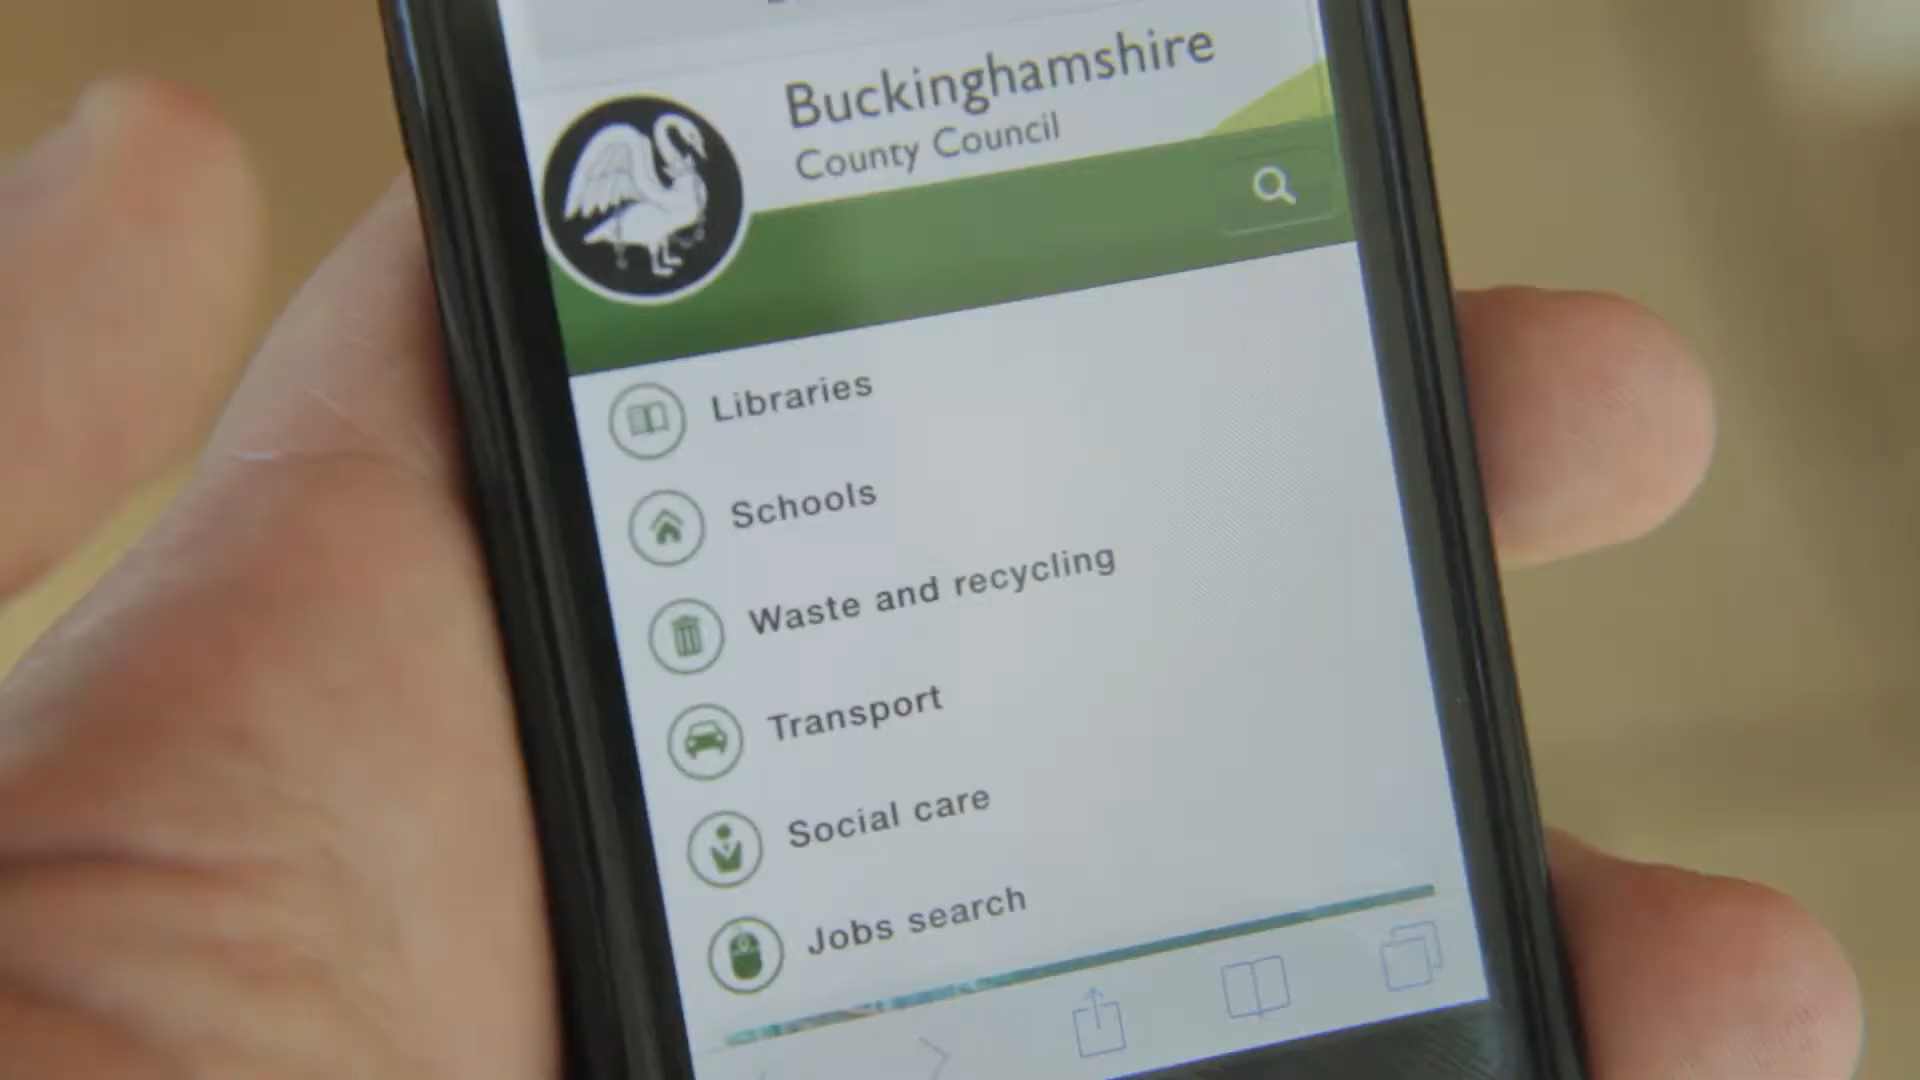 Buckinghamshire
County Council
Libraries
Schools
Waste and recycling
Transport
Social care
Jobs search